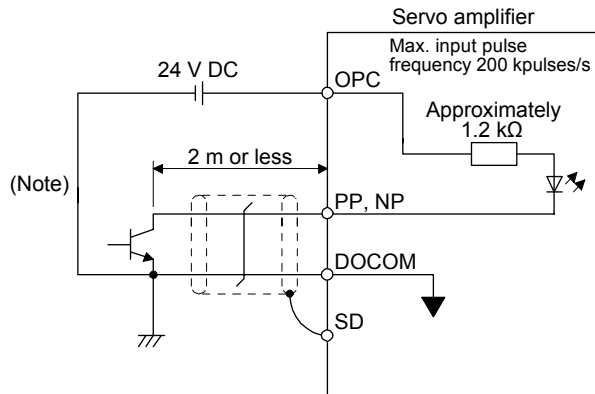 Servo amplifier
Max. input pulse
frequency 200 kpulses/s
24 V DC
OPC
Approximately
1.2 kΩ
2 m or less
(Note)
PP, NP
DOCOM
SD